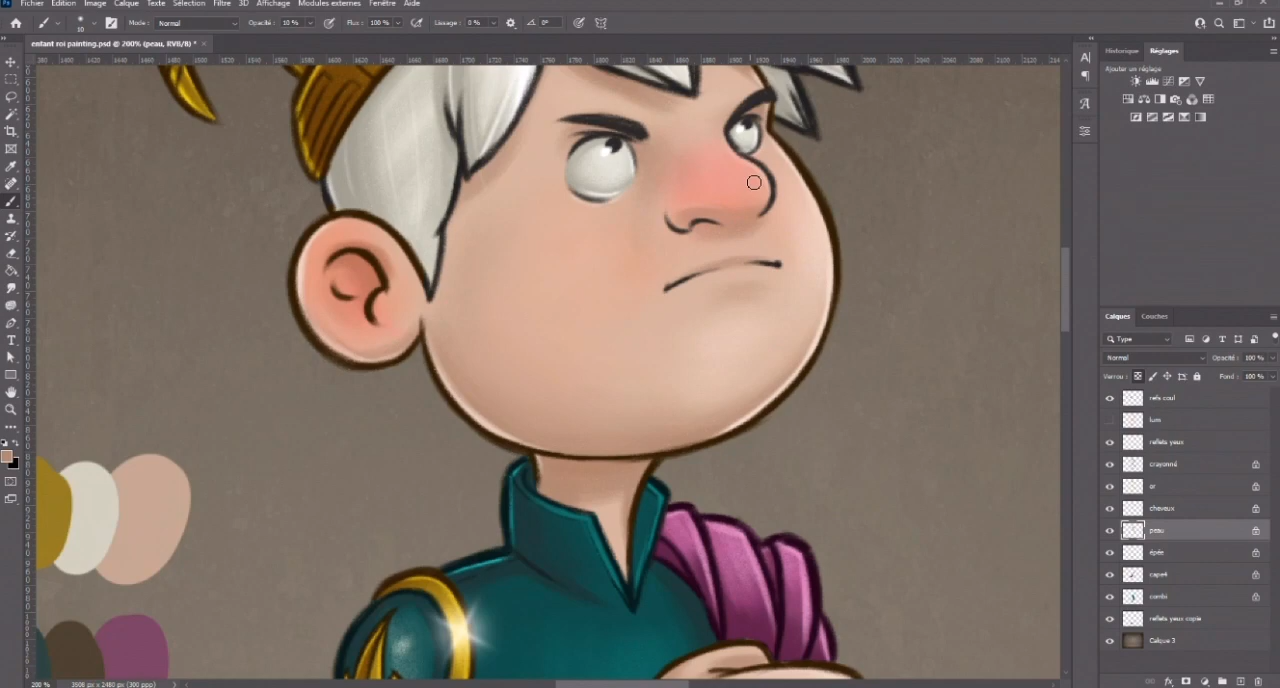 Fichier Edition Image Calque Texte Sélection Filtre 3D Affichage Modules externes Fenêtre Aide
10 Mode : Normal Opacité : 18 % Flux : 100 % Lissage : 0 % 0°
enfant roi painting.psd @ 200% (peau, RVB/8) * ×
Historique Réglages
Ajouter un réglage
Calques Couches
Type
Normal Opacité : 100 %
Verrou : Fond : 100 %
refs coul
lum
reflets yeux
crayonné
or
cheveux
peau
épée
cape4
combi
reflets yeux copie
Calque 3
200 % 3508 px x 2480 px (300 ppp)